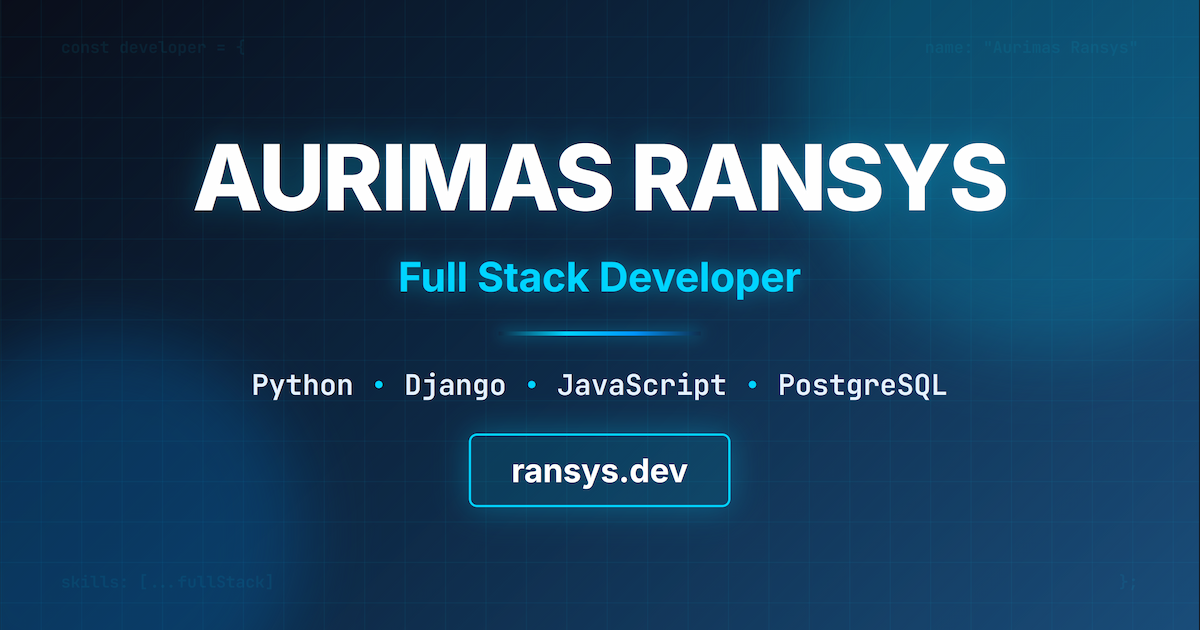 const developer = {
name: "Aurimas Ransys"
AURIMAS RANSYS
Full Stack Developer
Python • Django • JavaScript • PostgreSQL
ransys.dev
skills: [...fullStack]
};